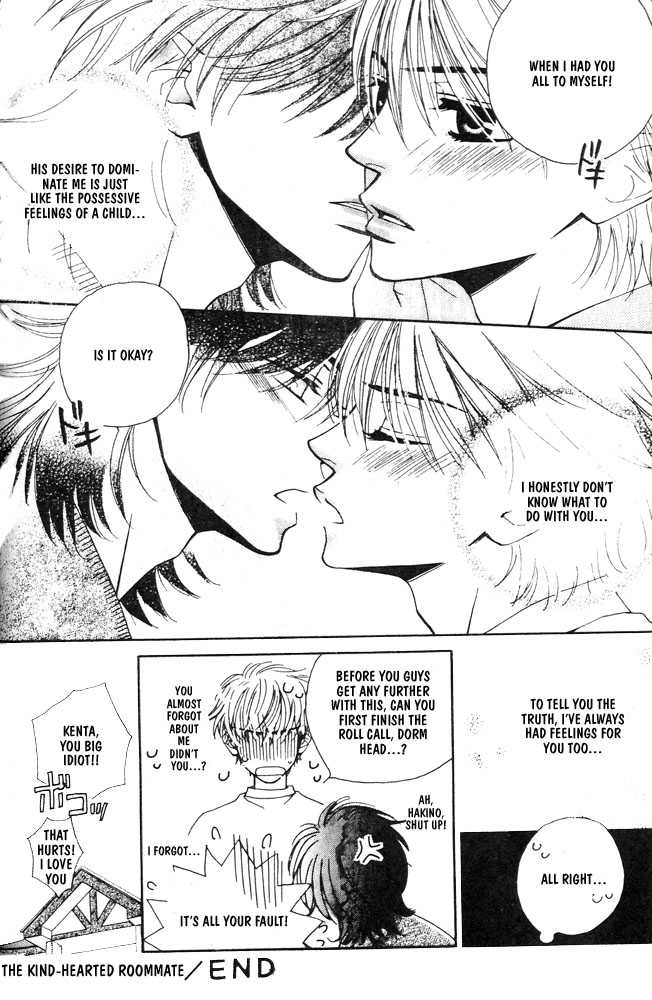 WHEN I HAD YOU
ALL TO MYSELF!
HIS DESIRE TO DOMI-
NATE ME IS JUST
LIKE THE POSSESSIVE
FEELINGS OF A CHILD...
ドキ
IS IT OKAY?
ドキ
I HONESTLY DON'T
KNOW WHAT TO
DO WITH YOU...
TO TELL YOU THE
TRUTH, I'VE ALWAYS
HAD FEELINGS FOR
YOU TOO...
ALL RIGHT...
BEFORE YOU GUYS
GET ANY FURTHER
WITH THIS, CAN YOU
FIRST FINISH THE
ROLL CALL, DORM
HEAD...?
YOU
ALMOST
FORGOT
ABOUT
ME
DIDN'T
YOU...?
AH,
HAKINO,
SHUT UP!
I FORGOT...
IT'S ALL YOUR FAULT!
KENTA,
YOU BIG
IDIOT!!
ボコッ
THAT
HURTS!
I LOVE
YOU
THE KIND-HEARTED ROOMMATE/END